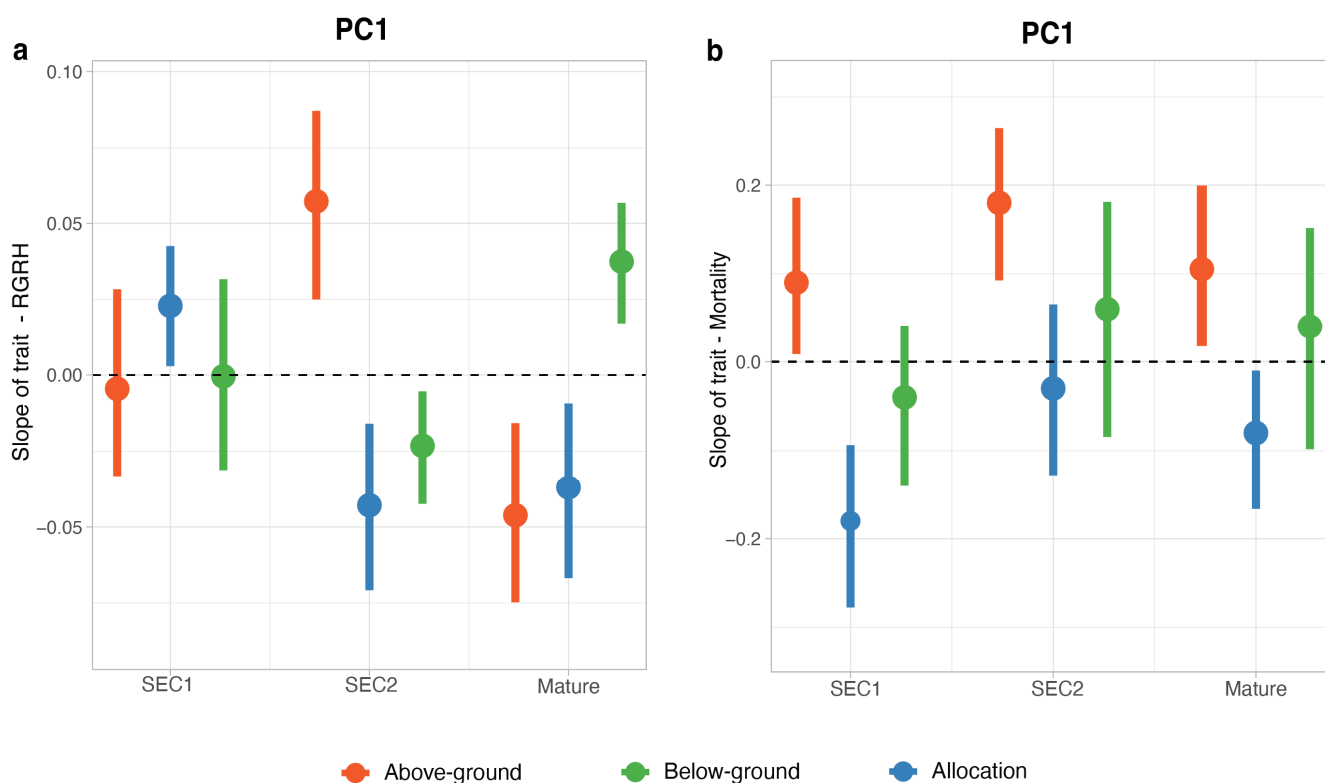 PC1
a
Slope of trait - RGRH
0.10
0.05
0.00
−0.05
SEC1 SEC2 Mature
PC1
b
Slope of trait - Mortality
0.2
0.0
−0.2
SEC1 SEC2 Mature
Above-ground Below-ground Allocation